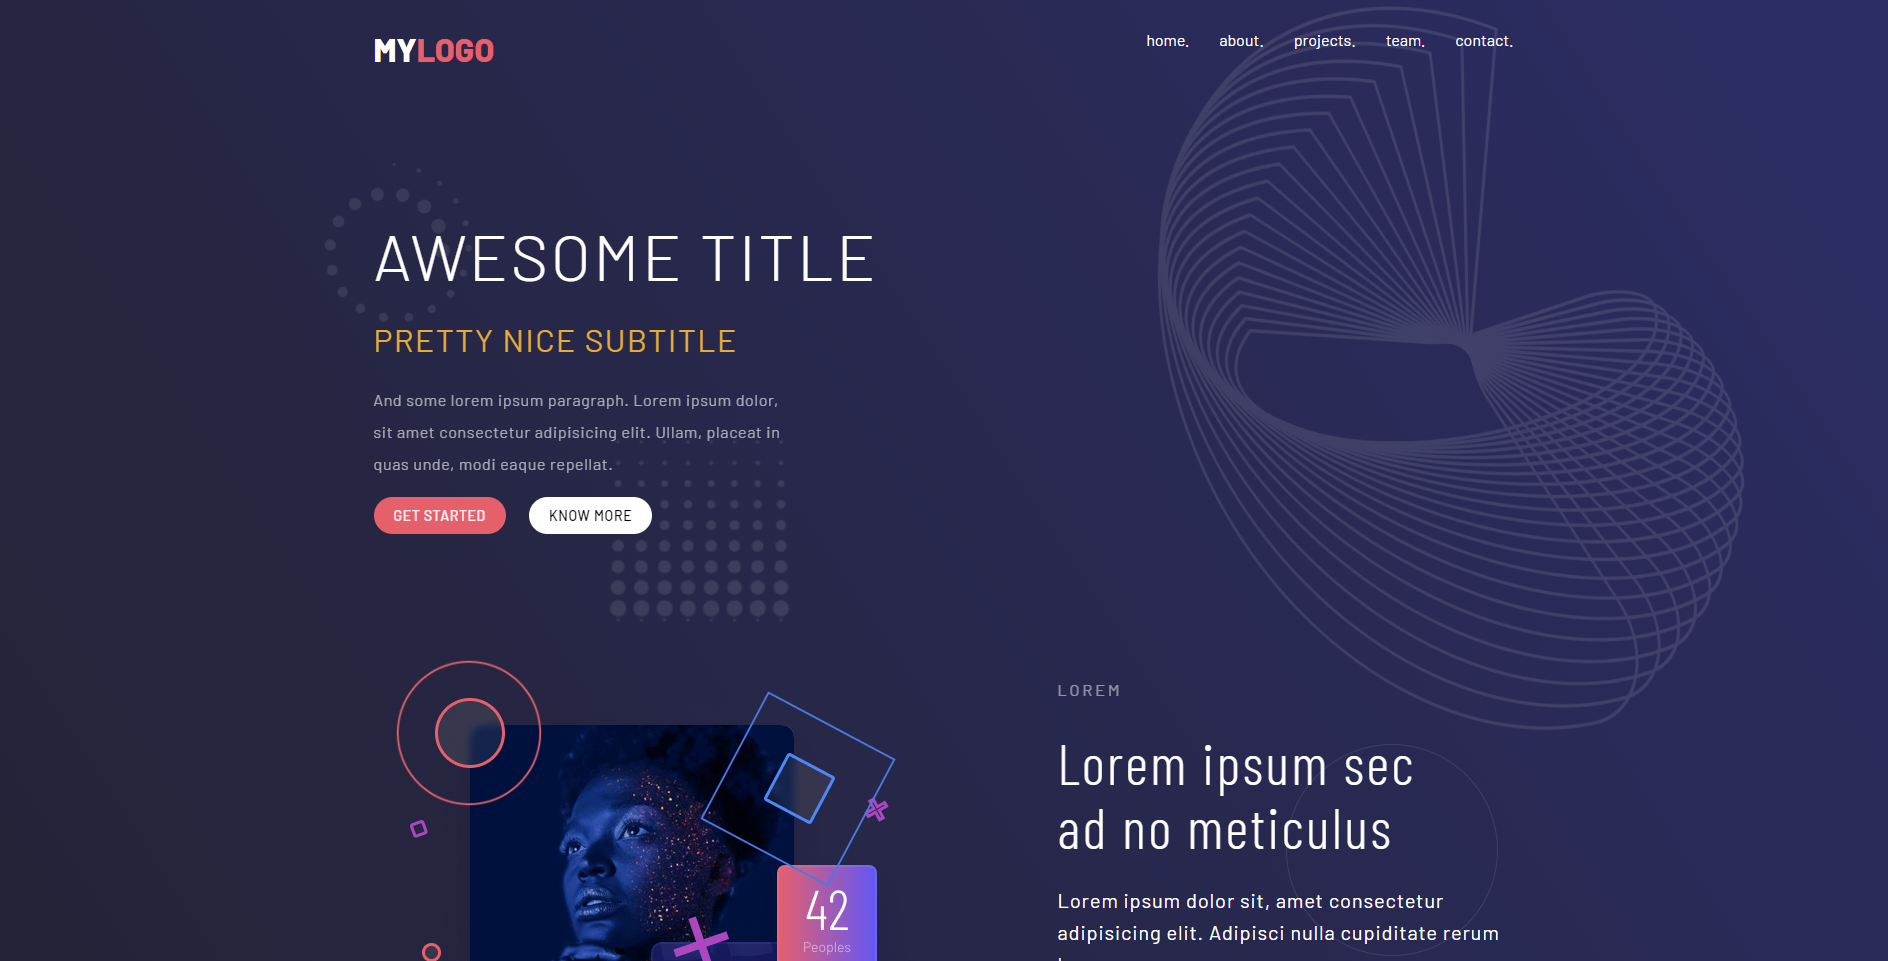 MYLOGO
home. about. projects. team. contact.
AWESOME TITLE
PRETTY NICE SUBTITLE
And some lorem ipsum paragraph. Lorem ipsum dolor,
sit amet consectetur adipisicing elit. Ullam, placeat in
quas unde, modi eaque repellat.
GET STARTED KNOW MORE
42
Peoples
LOREM
Lorem ipsum sec
ad no meticulus
Lorem ipsum dolor sit, amet consectetur
adipisicing elit. Adipisci nulla cupiditate rerum